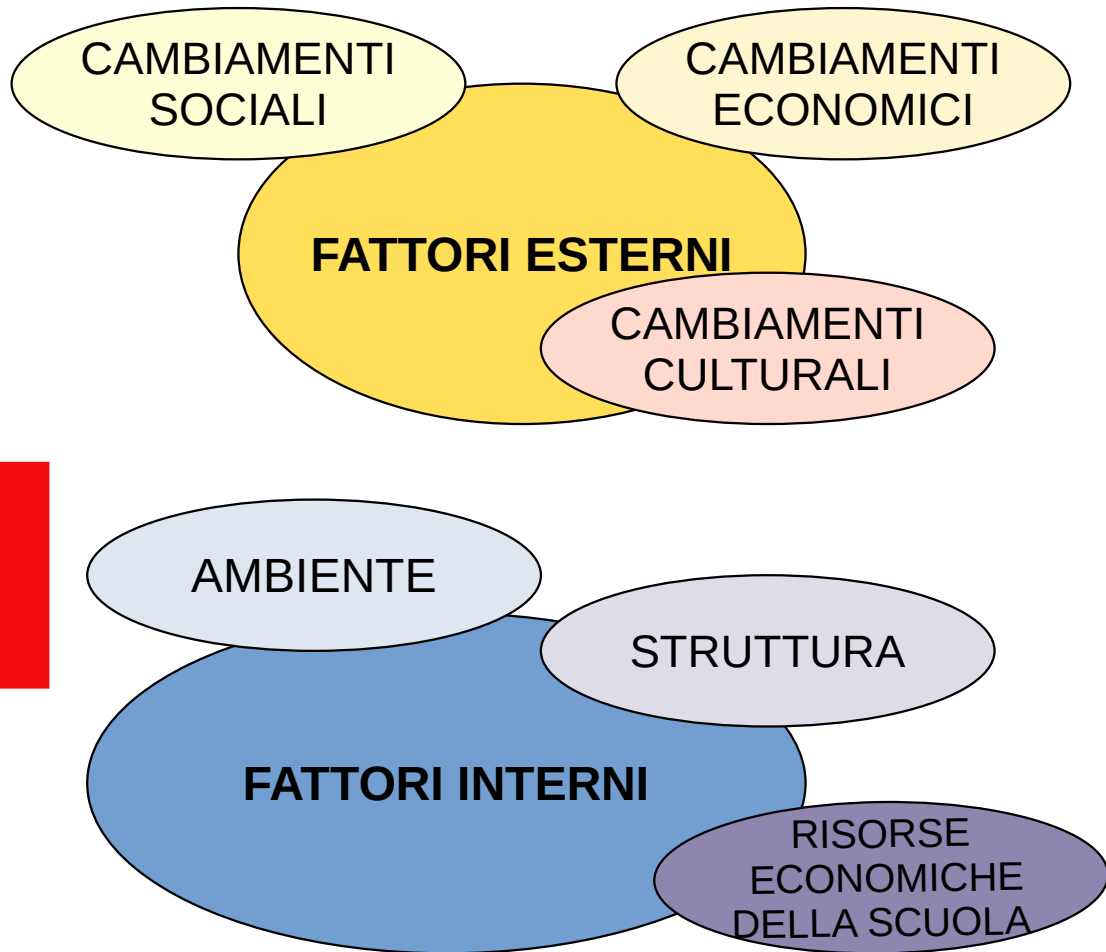 CAMBIAMENTI
SOCIALI
CAMBIAMENTI
ECONOMICI
FATTORI ESTERNI
CAMBIAMENTI
CULTURALI
AMBIENTE
STRUTTURA
FATTORI INTERNI
RISORSE
ECONOMICHE
DELLA SCUOLA